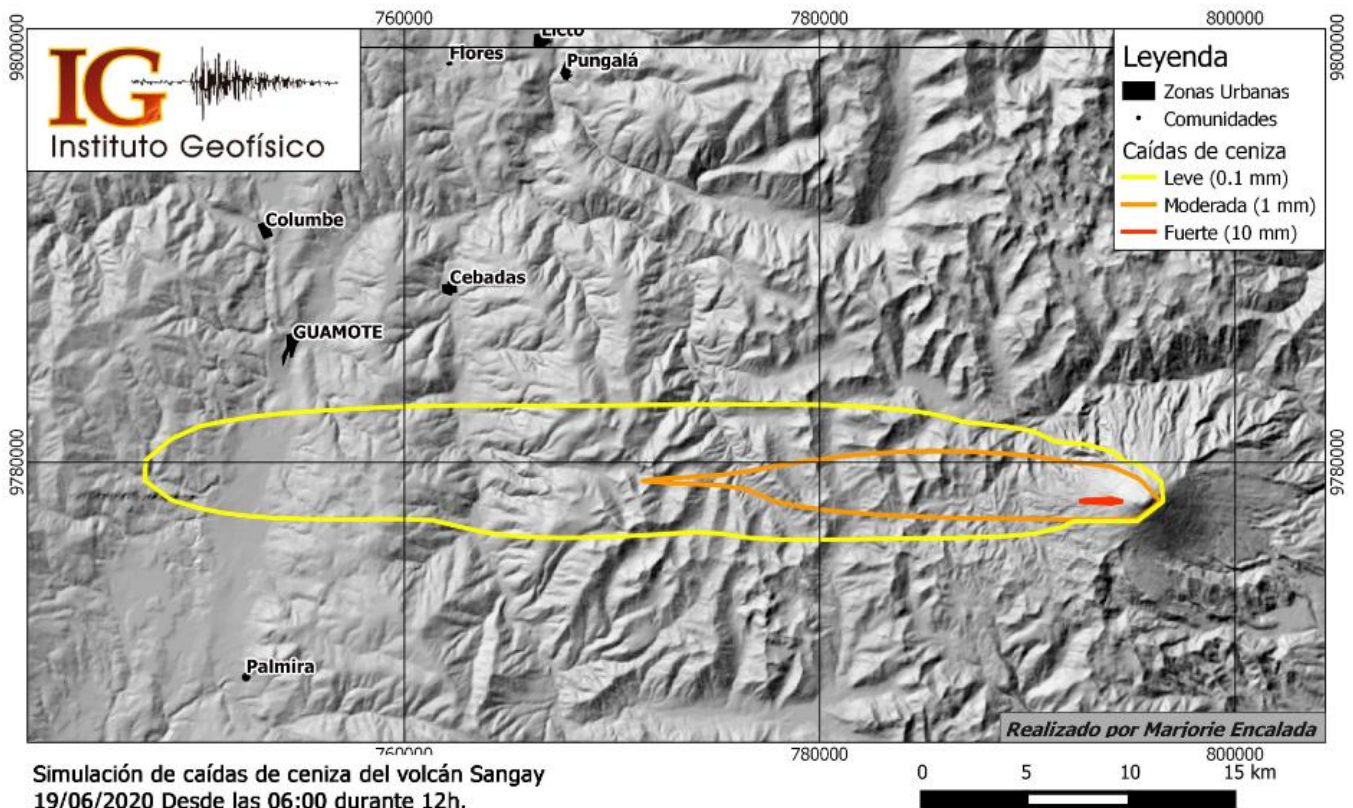 760000
780000
800000
9800000
9800000
IG
Instituto Geofísico
Licto
Flores
Pungalá
Leyenda
Zonas Urbanas
Comunidades
Caídas de ceniza
Leve (0.1 mm)
Moderada (1 mm)
Fuerte (10 mm)
Columbe
Cebadas
GUAMOTE
9780000
9780000
Palmira
Realizado por Marjorie Encalada
760000
780000
800000
Simulación de caídas de ceniza del volcán Sangay
19/06/2020 Desde las 06:00 durante 12h.
0
5
10
15 km